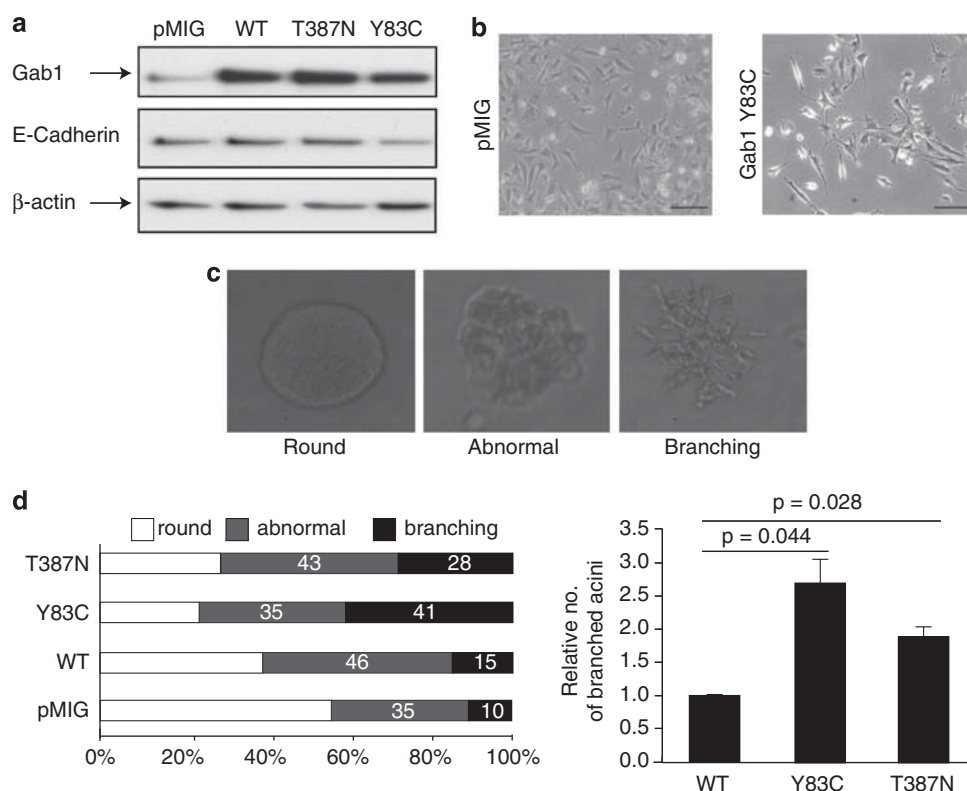 a
pMIG WT T387N Y83C
Gab1
E-Cadherin
β-actin
b
pMIG
Gab1 Y83C
c
Round Abnormal Branching
d
round abnormal branching
T387N 43 28
Y83C 35 41
WT 46 15
pMIG 35 10
0% 20% 40% 60% 80% 100%
Relative no.
of branched acini
3.5
3.0
2.5
2.0
1.5
1.0
0.5
0.0
p = 0.028
p = 0.044
WT Y83C T387N